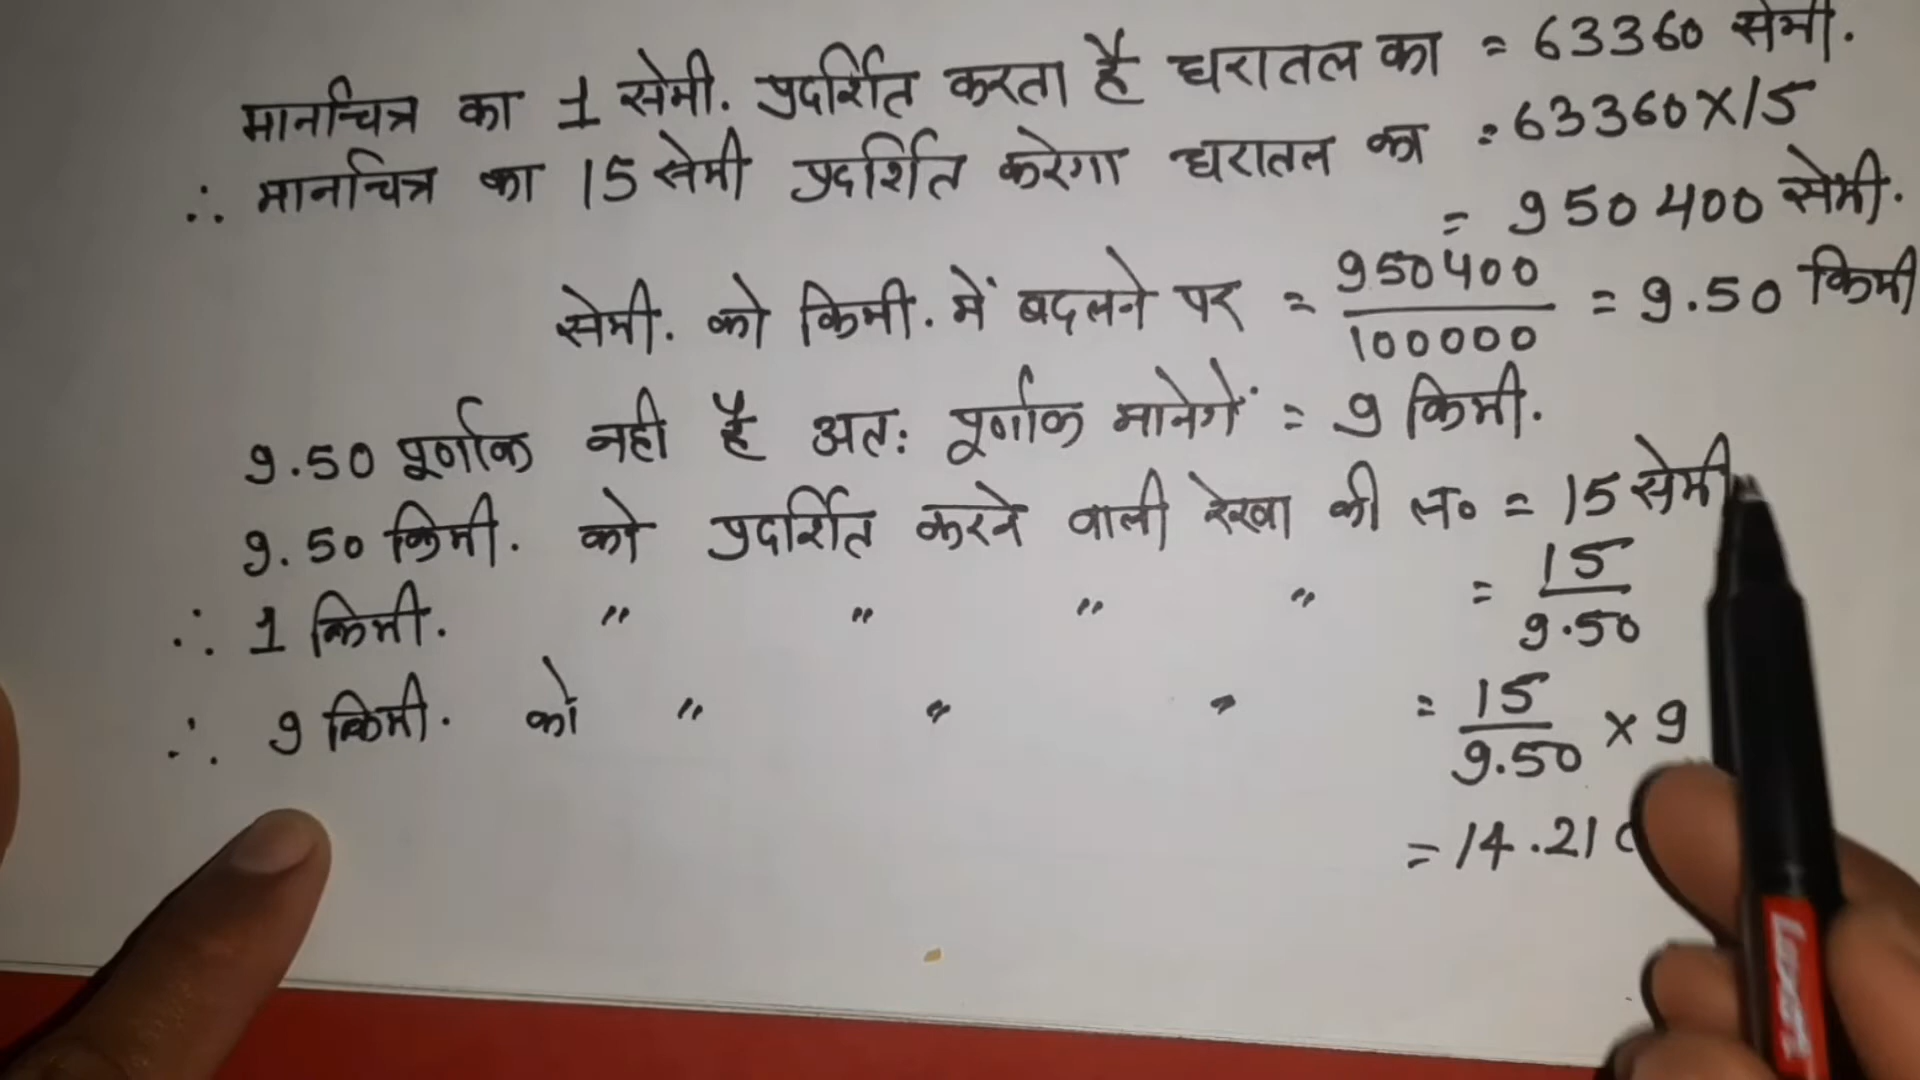 मानचित्र का 1 सेमी. प्रदर्शित करता है धरातल का = 63360 सेमी.
∴ मानचित्र का 15 सेमी प्रदर्शित करेगा धरातल का = 63360×15
= 950400 सेमी.
सेमी. को किमी. में बदलने पर = 950400/100000 = 9.50 किमी
9.50 पूर्णांक नही है अतः पूर्णांक मानेगें = 9 किमी.
9.50 किमी. को प्रदर्शित करने वाली रेखा की ल० = 15 सेमी
∴ 1 किमी. " " " " = 15/9.50
∴ 9 किमी. को " " " = 15/9.50 × 9
= 14.21